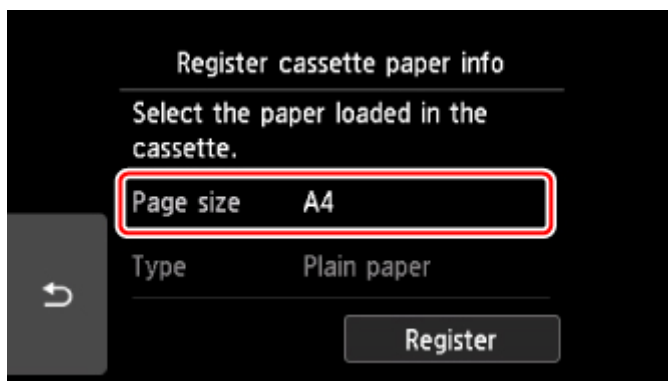 Register cassette paper info
Select the paper loaded in the
cassette.
Page size A4
Type Plain paper
Register